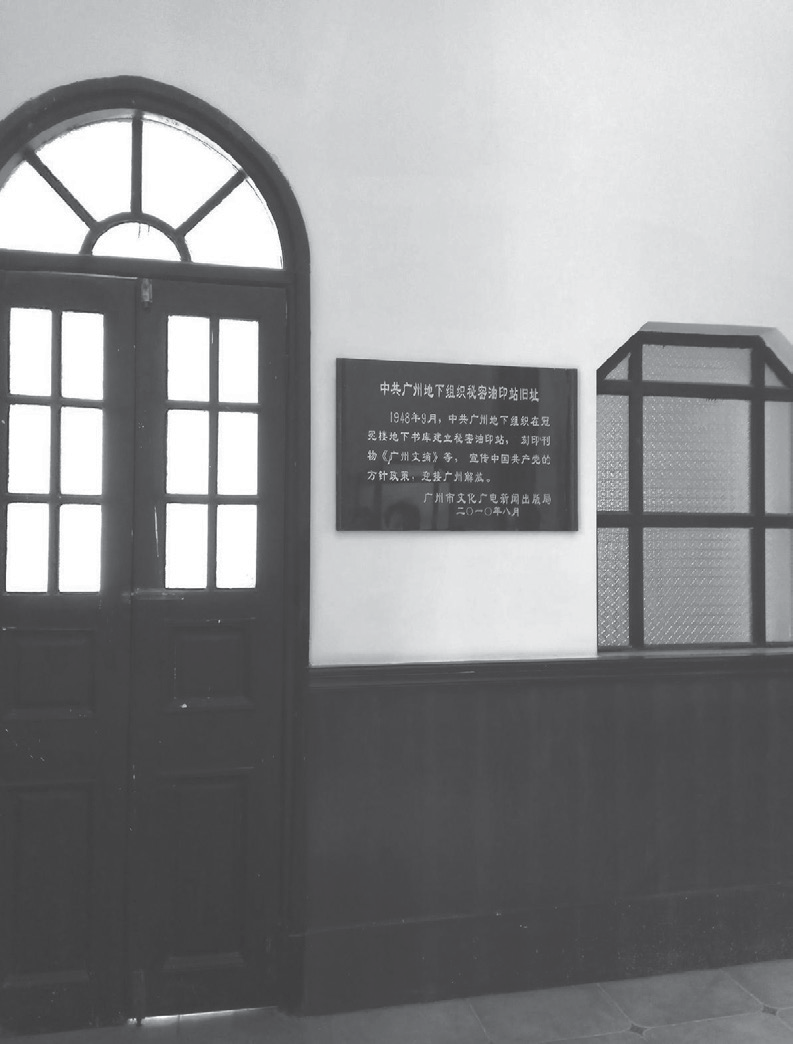 中共广州地下组织秘密油印站旧址
1948年9月，中共广州地下组织在冠
冕楼地下书库建立秘密油印站，刻印刊
物《广州文摘》等，宣传中国共产党的
方针政策，迎接广州解放。
广州市文化广电新闻出版局
二〇一〇年八月